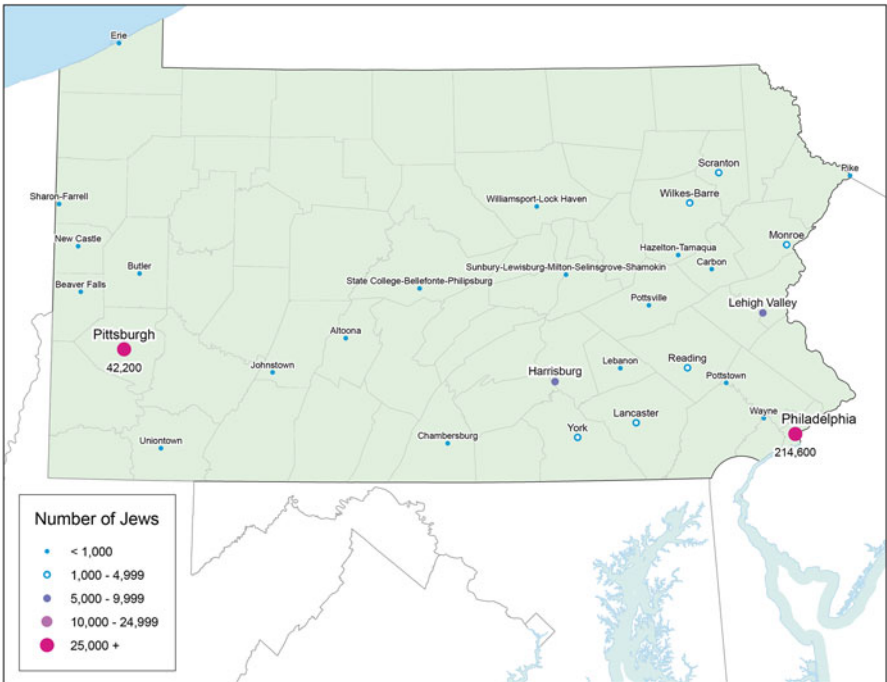 Erie
Scranton
Pike
Sharon-Farrell
Wilkes-Barre
Williamsport-Lock Haven
New Castle
Monroe
Hazelton-Tamaqua
Butler
Sunbury-Lewisburg-Milton-Selinsgrove-Shamokin
Carbon
Beaver Falls
State College-Bellefonte-Philipsburg
Pottsville
Lehigh Valley
Pittsburgh
42,200
Altoona
Johnstown
Harrisburg
Lebanon
Reading
Pottstown
Uniontown
Chambersburg
York
Lancaster
Wayne
Philadelphia
214,600
Number of Jews
< 1,000
1,000 - 4,999
5,000 - 9,999
10,000 - 24,999
25,000 +